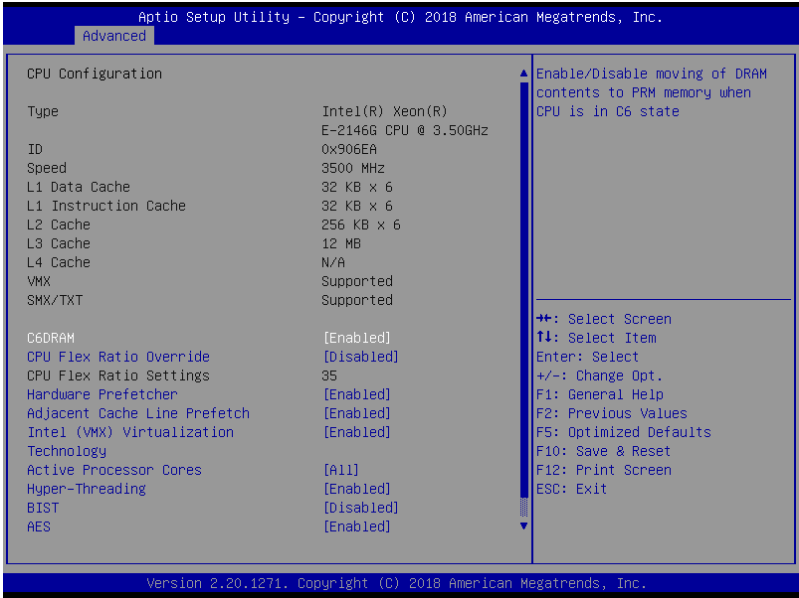 Aptio Setup Utility – Copyright (C) 2018 American Megatrends, Inc.
Advanced
CPU Configuration
Type Intel(R) Xeon(R)
E-2146G CPU @ 3.50GHz
ID 0x906EA
Speed 3500 MHz
L1 Data Cache 32 KB x 6
L1 Instruction Cache 32 KB x 6
L2 Cache 256 KB x 6
L3 Cache 12 MB
L4 Cache N/A
VMX Supported
SMX/TXT Supported
C6DRAM [Enabled]
CPU Flex Ratio Override [Disabled]
CPU Flex Ratio Settings 35
Hardware Prefetcher [Enabled]
Adjacent Cache Line Prefetch [Enabled]
Intel (VMX) Virtualization [Enabled]
Technology
Active Processor Cores [All]
Hyper-Threading [Enabled]
BIST [Disabled]
AES [Enabled]
Enable/Disable moving of DRAM
contents to PRM memory when
CPU is in C6 state
→←: Select Screen
↑↓: Select Item
Enter: Select
+/-: Change Opt.
F1: General Help
F2: Previous Values
F5: Optimized Defaults
F10: Save & Reset
F12: Print Screen
ESC: Exit
Version 2.20.1271. Copyright (C) 2018 American Megatrends, Inc.